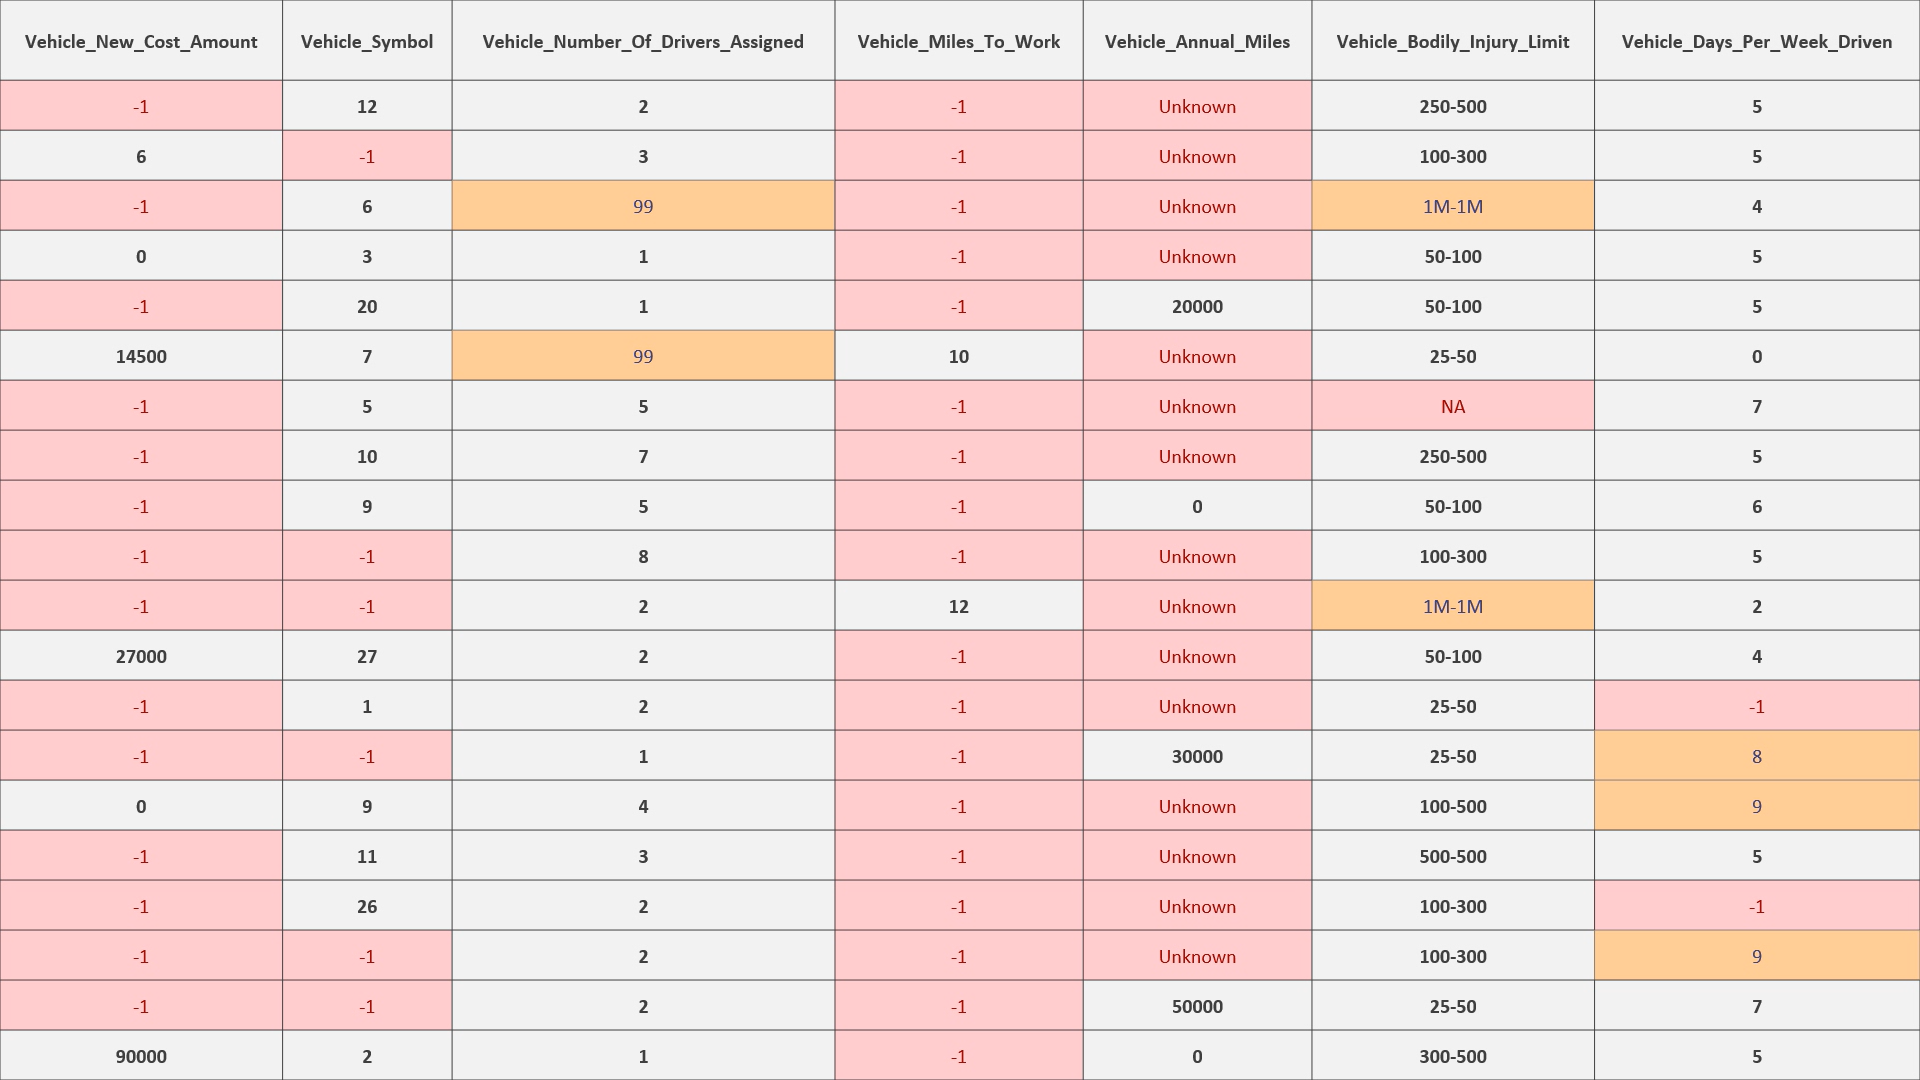 Vehicle_New_Cost_Amount Vehicle_Symbol Vehicle_Number_Of_Drivers_Assigned Vehicle_Miles_To_Work Vehicle_Annual_Miles Vehicle_Bodily_Injury_Limit Vehicle_Days_Per_Week_Driven
-1 12 2 -1 Unknown 250-500 5
6 -1 3 -1 Unknown 100-300 5
-1 6 99 -1 Unknown 1M-1M 4
0 3 1 -1 Unknown 50-100 5
-1 20 1 -1 20000 50-100 5
14500 7 99 10 Unknown 25-50 0
-1 5 5 -1 Unknown NA 7
-1 10 7 -1 Unknown 250-500 5
-1 9 5 -1 0 50-100 6
-1 -1 8 -1 Unknown 100-300 5
-1 -1 2 12 Unknown 1M-1M 2
27000 27 2 -1 Unknown 50-100 4
-1 1 2 -1 Unknown 25-50 -1
-1 -1 1 -1 30000 25-50 8
0 9 4 -1 Unknown 100-500 9
-1 11 3 -1 Unknown 500-500 5
-1 26 2 -1 Unknown 100-300 -1
-1 -1 2 -1 Unknown 100-300 9
-1 -1 2 -1 50000 25-50 7
90000 2 1 -1 0 300-500 5